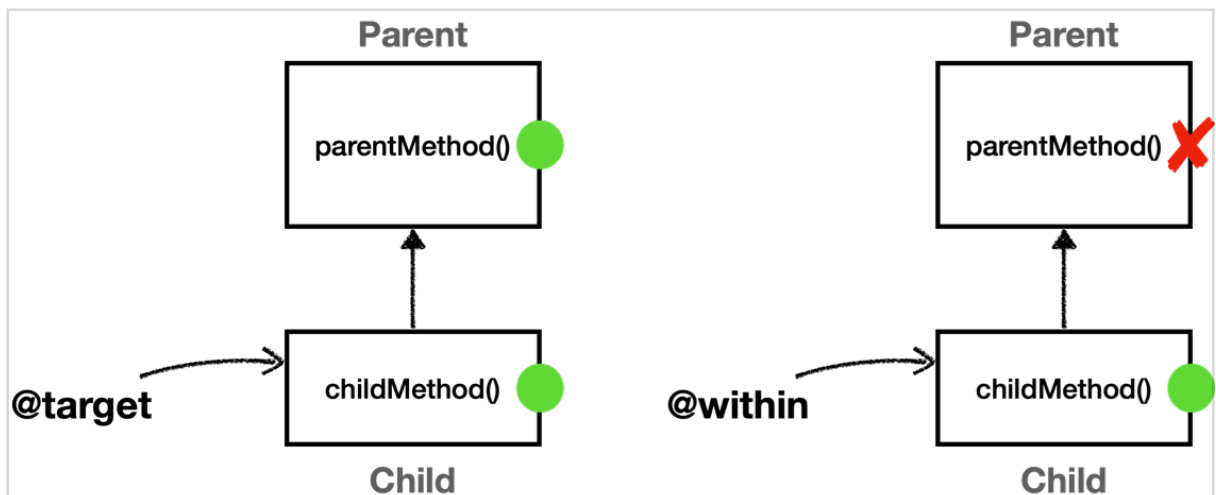 Parent
parentMethod()
@target
childMethod()
Child
Parent
parentMethod()
@within
childMethod()
Child